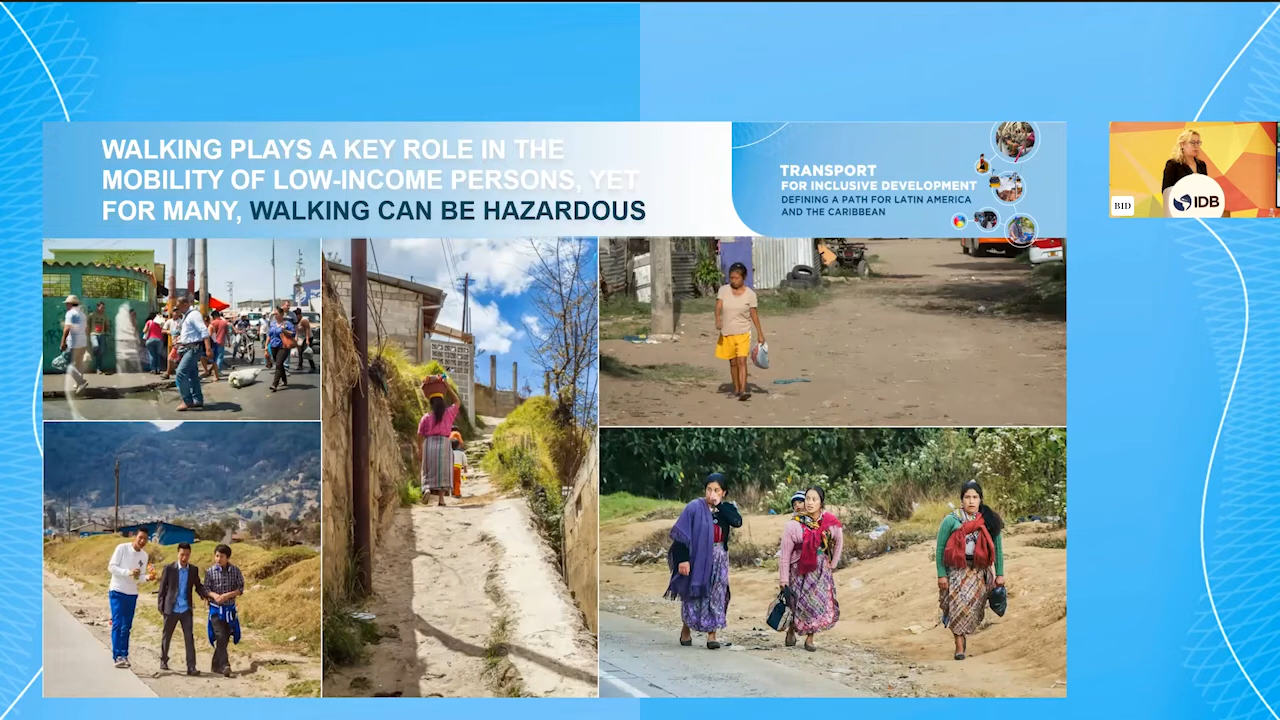 WALKING PLAYS A KEY ROLE IN THE
MOBILITY OF LOW-INCOME PERSONS, YET
FOR MANY, WALKING CAN BE HAZARDOUS
TRANSPORT
FOR INCLUSIVE DEVELOPMENT
DEFINING A PATH FOR LATIN AMERICA
AND THE CARIBBEAN
BID
IDB